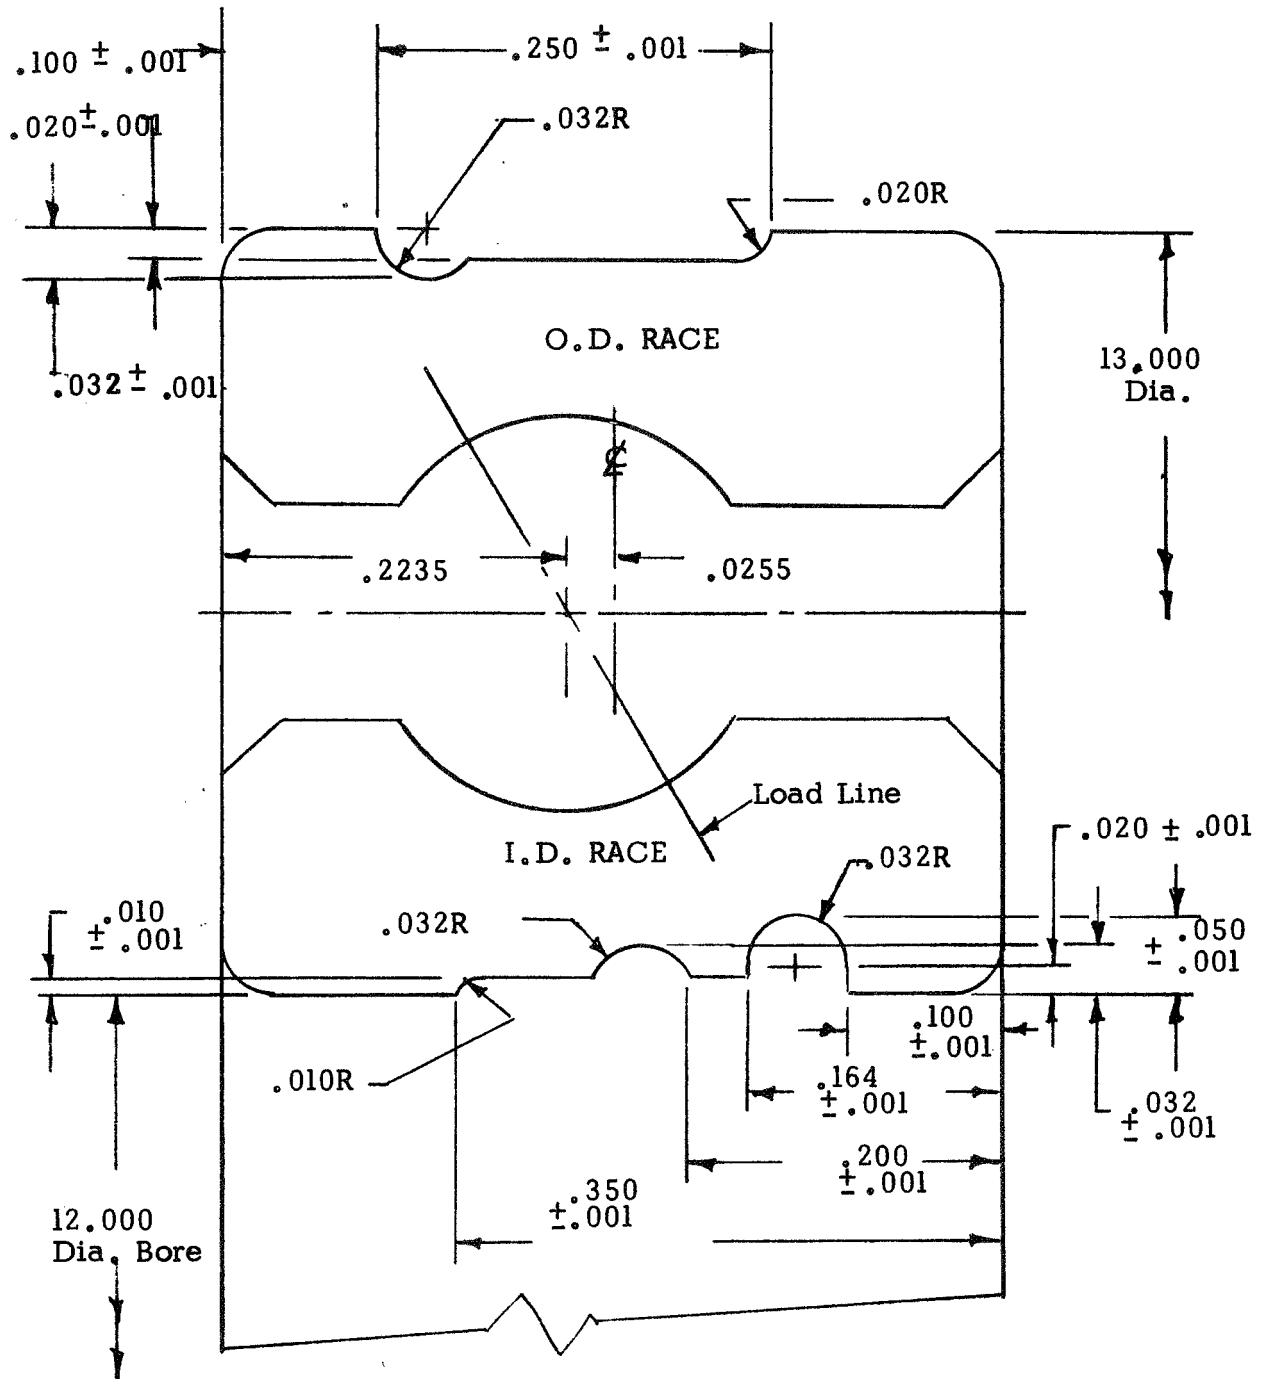 .100 ± .001
.250 ± .001
.020 ± .001
.032R
.020R
O.D. RACE
13.000
Dia.
.032 ± .001
℄
.2235
.0255
Load Line
I.D. RACE
.032R
.020 ± .001
.010
± .001
.032R
.050
± .001
.100
±.001
.010R
.164
± .001
.032
± .001
.200
±.001
.350
±.001
12.000
Dia. Bore